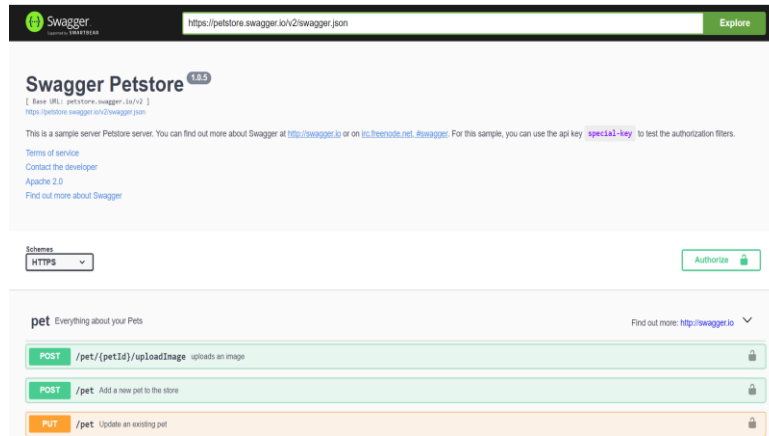 Swagger.
Supported by SMARTBEAR
https://petstore.swagger.io/v2/swagger.json
Explore
Swagger Petstore 1.0.5
[ Base URL: petstore.swagger.io/v2 ]
https://petstore.swagger.io/v2/swagger.json
This is a sample server Petstore server. You can find out more about Swagger at http://swagger.io or on irc.freenode.net, #swagger. For this sample, you can use the api key special-key to test the authorization filters.
Terms of service
Contact the developer
Apache 2.0
Find out more about Swagger
Schemes
HTTPS
Authorize
pet Everything about your Pets
Find out more: http://swagger.io
POST /pet/{petId}/uploadImage uploads an image
POST /pet Add a new pet to the store
PUT /pet Update an existing pet